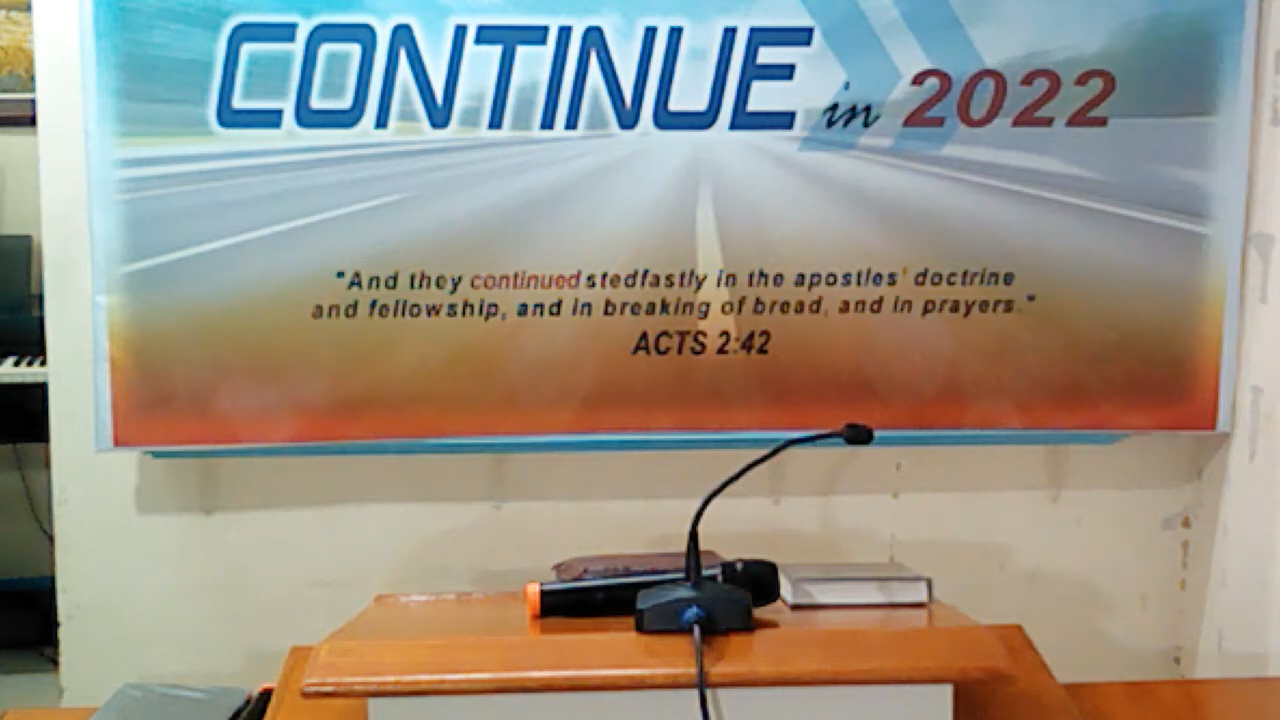 CONTINUE in 2022
"And they continued stedfastly in the apostles' doctrine
and fellowship, and in breaking of bread, and in prayers."
ACTS 2:42